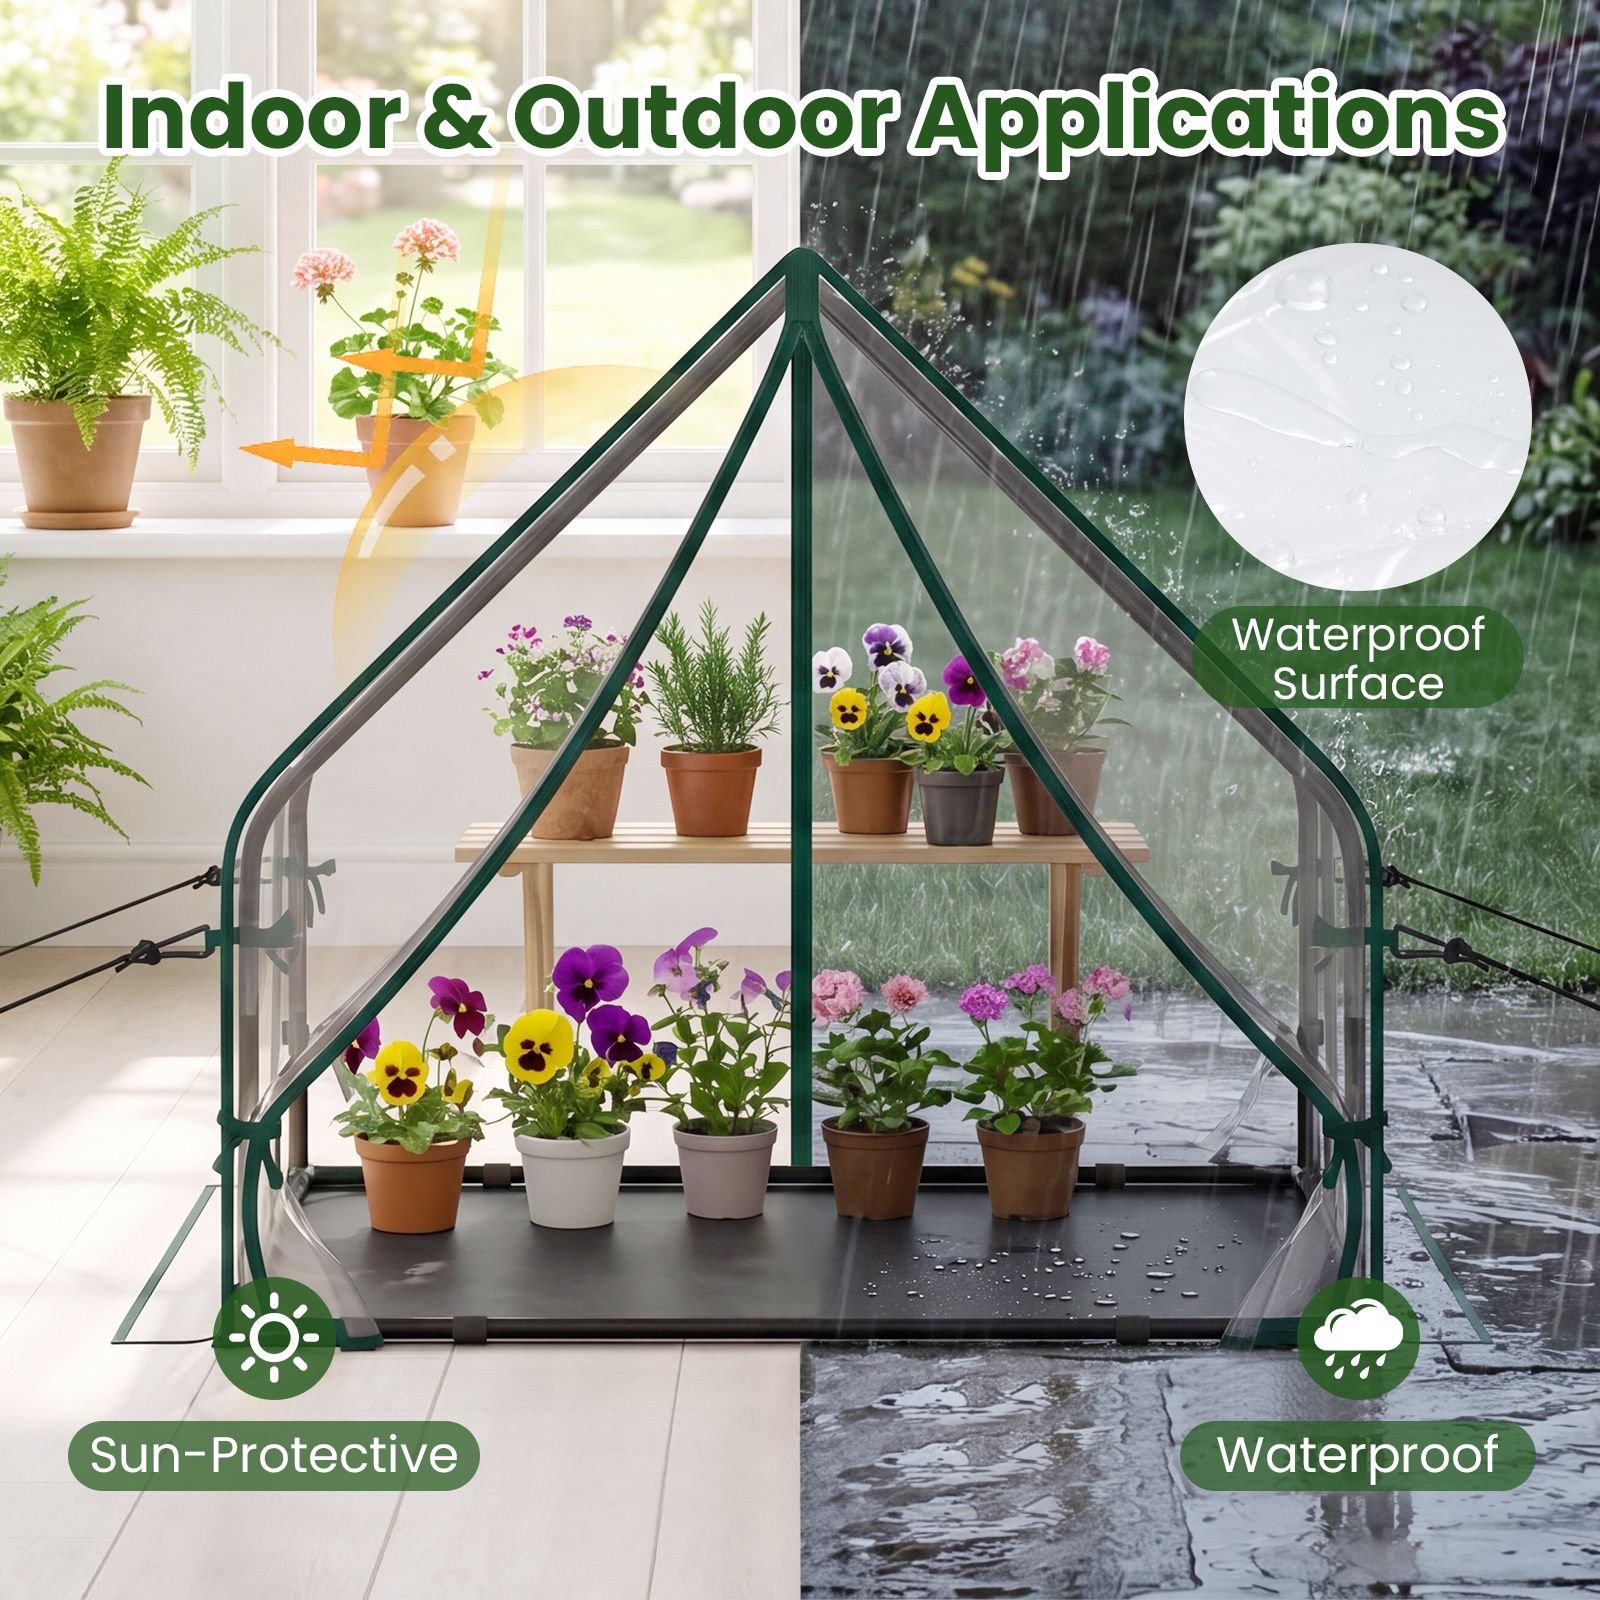 Indoor & Outdoor Applications
Waterproof
Surface
Sun-Protective
Waterproof